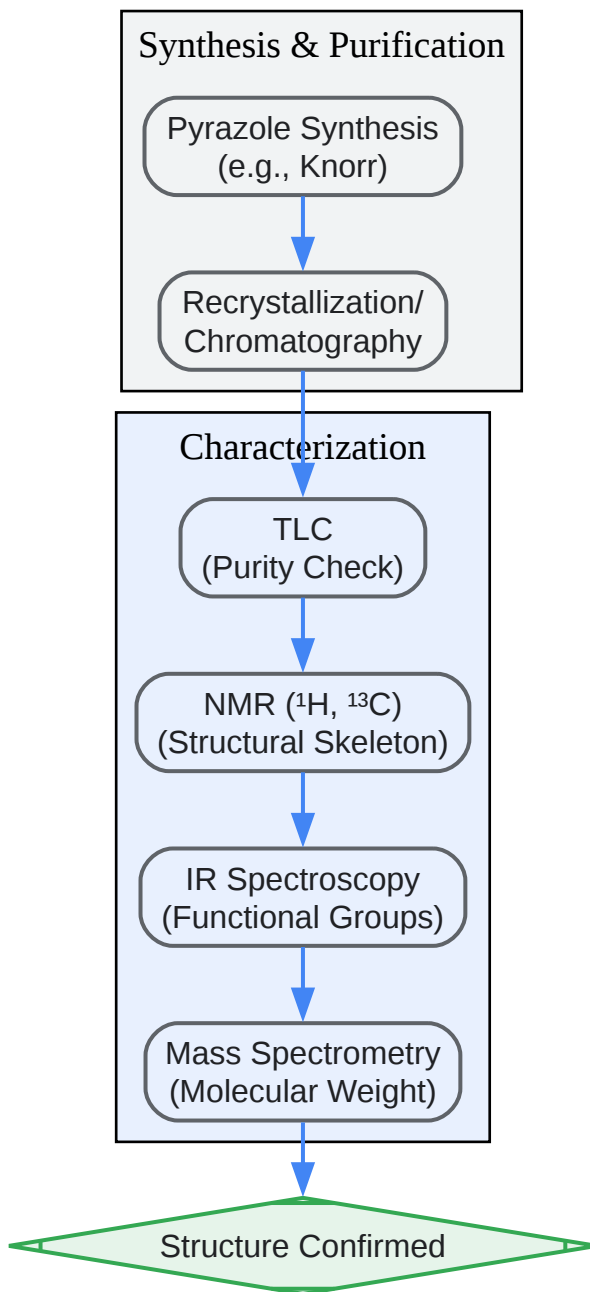 Synthesis & Purification
Pyrazole Synthesis
(e.g., Knorr)
Recrystallization/
Chromatography
Characterization
TLC
(Purity Check)
NMR (¹H, ¹³C)
(Structural Skeleton)
IR Spectroscopy
(Functional Groups)
Mass Spectrometry
(Molecular Weight)
Structure Confirmed